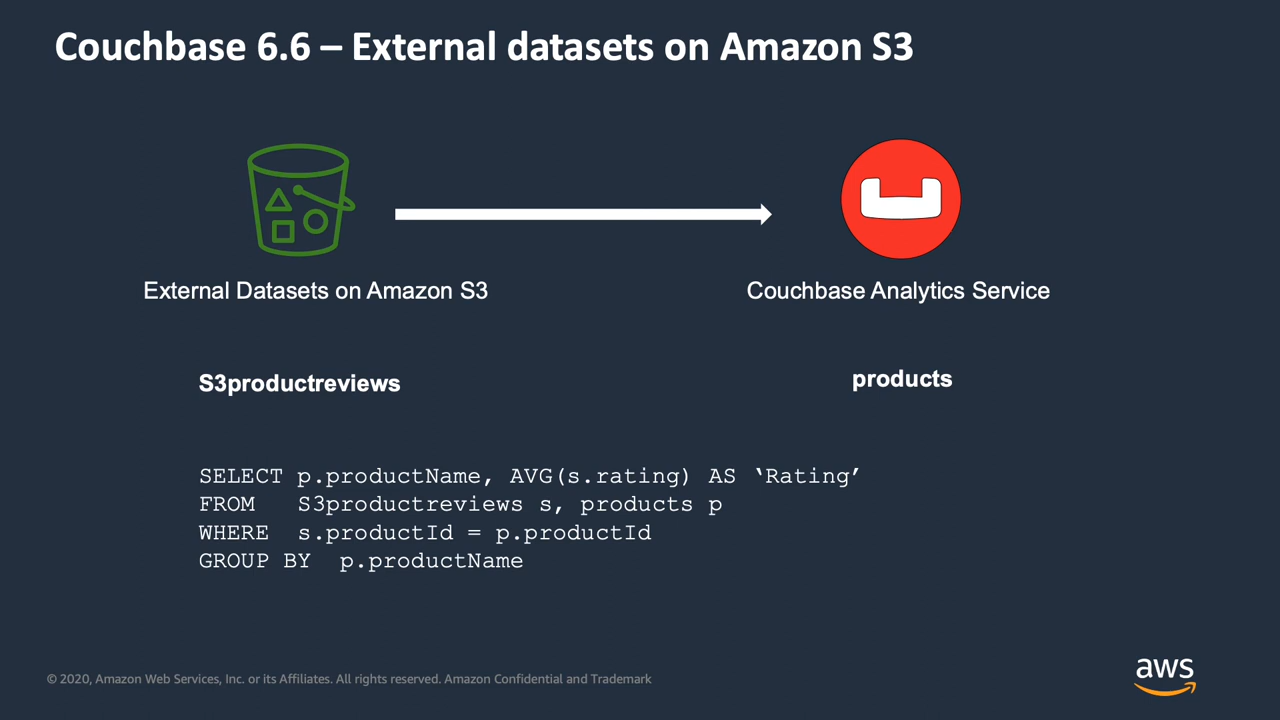 Couchbase 6.6 – External datasets on Amazon S3
External Datasets on Amazon S3
Couchbase Analytics Service
S3productreviews
products
SELECT p.productName, AVG(s.rating) AS ‘Rating’
FROM   S3productreviews s, products p
WHERE  s.productId = p.productId
GROUP BY  p.productName
© 2020, Amazon Web Services, Inc. or its Affiliates. All rights reserved. Amazon Confidential and Trademark
aws